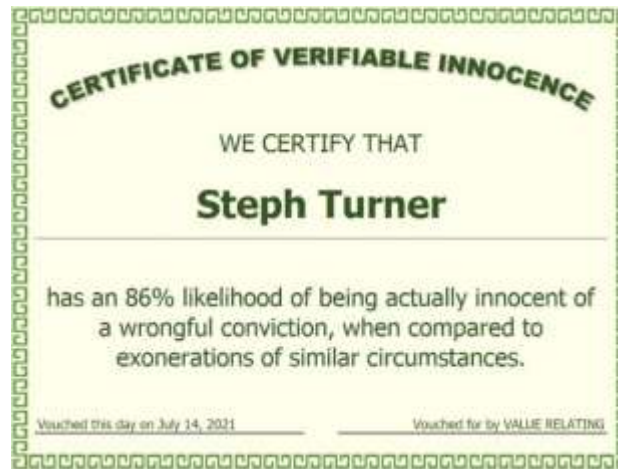 CERTIFICATE OF VERIFIABLE INNOCENCE
WE CERTIFY THAT
Steph Turner
has an 86% likelihood of being actually innocent of
a wrongful conviction, when compared to
exonerations of similar circumstances.
Vouched this day on July 14, 2021
Vouched for by VALUE RELATING